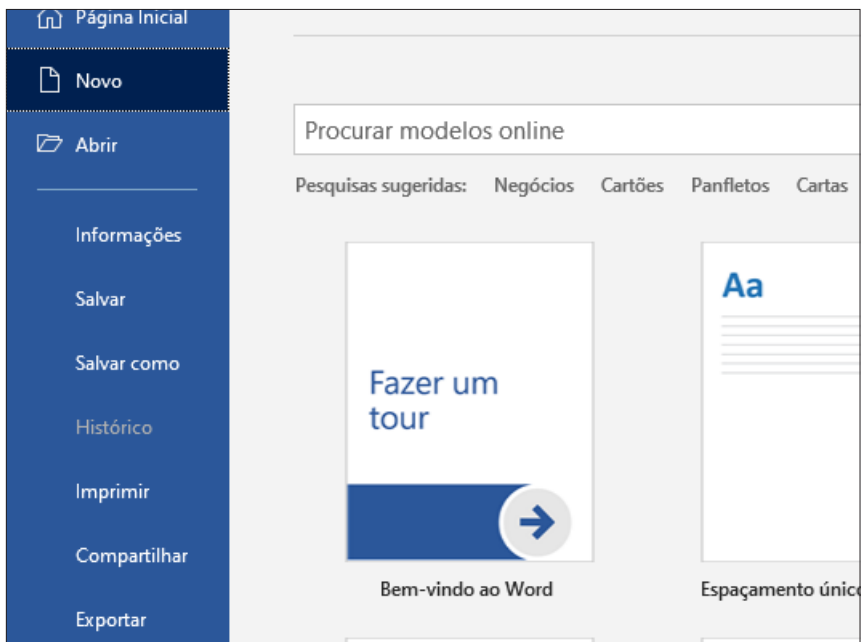 Página Inicial
Novo
Abrir
Informações
Salvar
Salvar como
Histórico
Imprimir
Compartilhar
Exportar
Procurar modelos online
Pesquisas sugeridas: Negócios Cartões Panfletos Cartas
Fazer um
tour
Bem-vindo ao Word
Aa
Espaçamento único